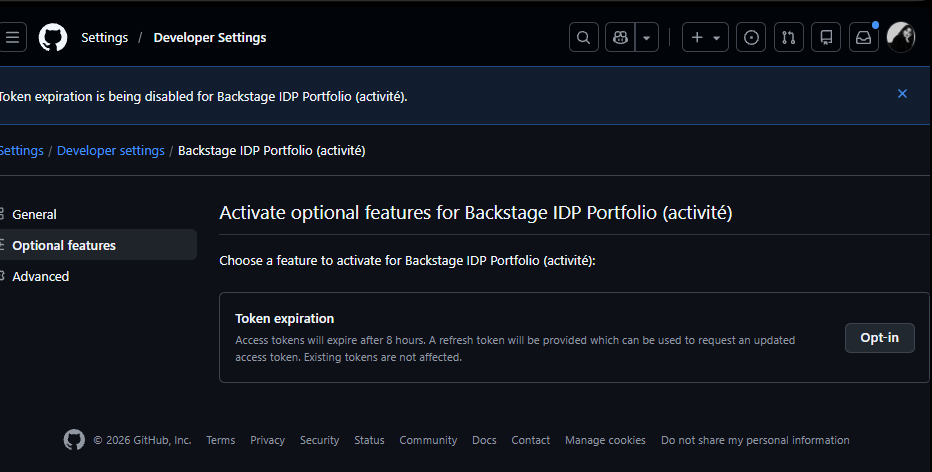 Settings / Developer Settings
Token expiration is being disabled for Backstage IDP Portfolio (activité).
Settings / Developer settings / Backstage IDP Portfolio (activité)
General
Optional features
Advanced
Activate optional features for Backstage IDP Portfolio (activité)
Choose a feature to activate for Backstage IDP Portfolio (activité):
Token expiration
Access tokens will expire after 8 hours. A refresh token will be provided which can be used to request an updated
access token. Existing tokens are not affected.
Opt-in
© 2026 GitHub, Inc. Terms Privacy Security Status Community Docs Contact Manage cookies Do not share my personal information